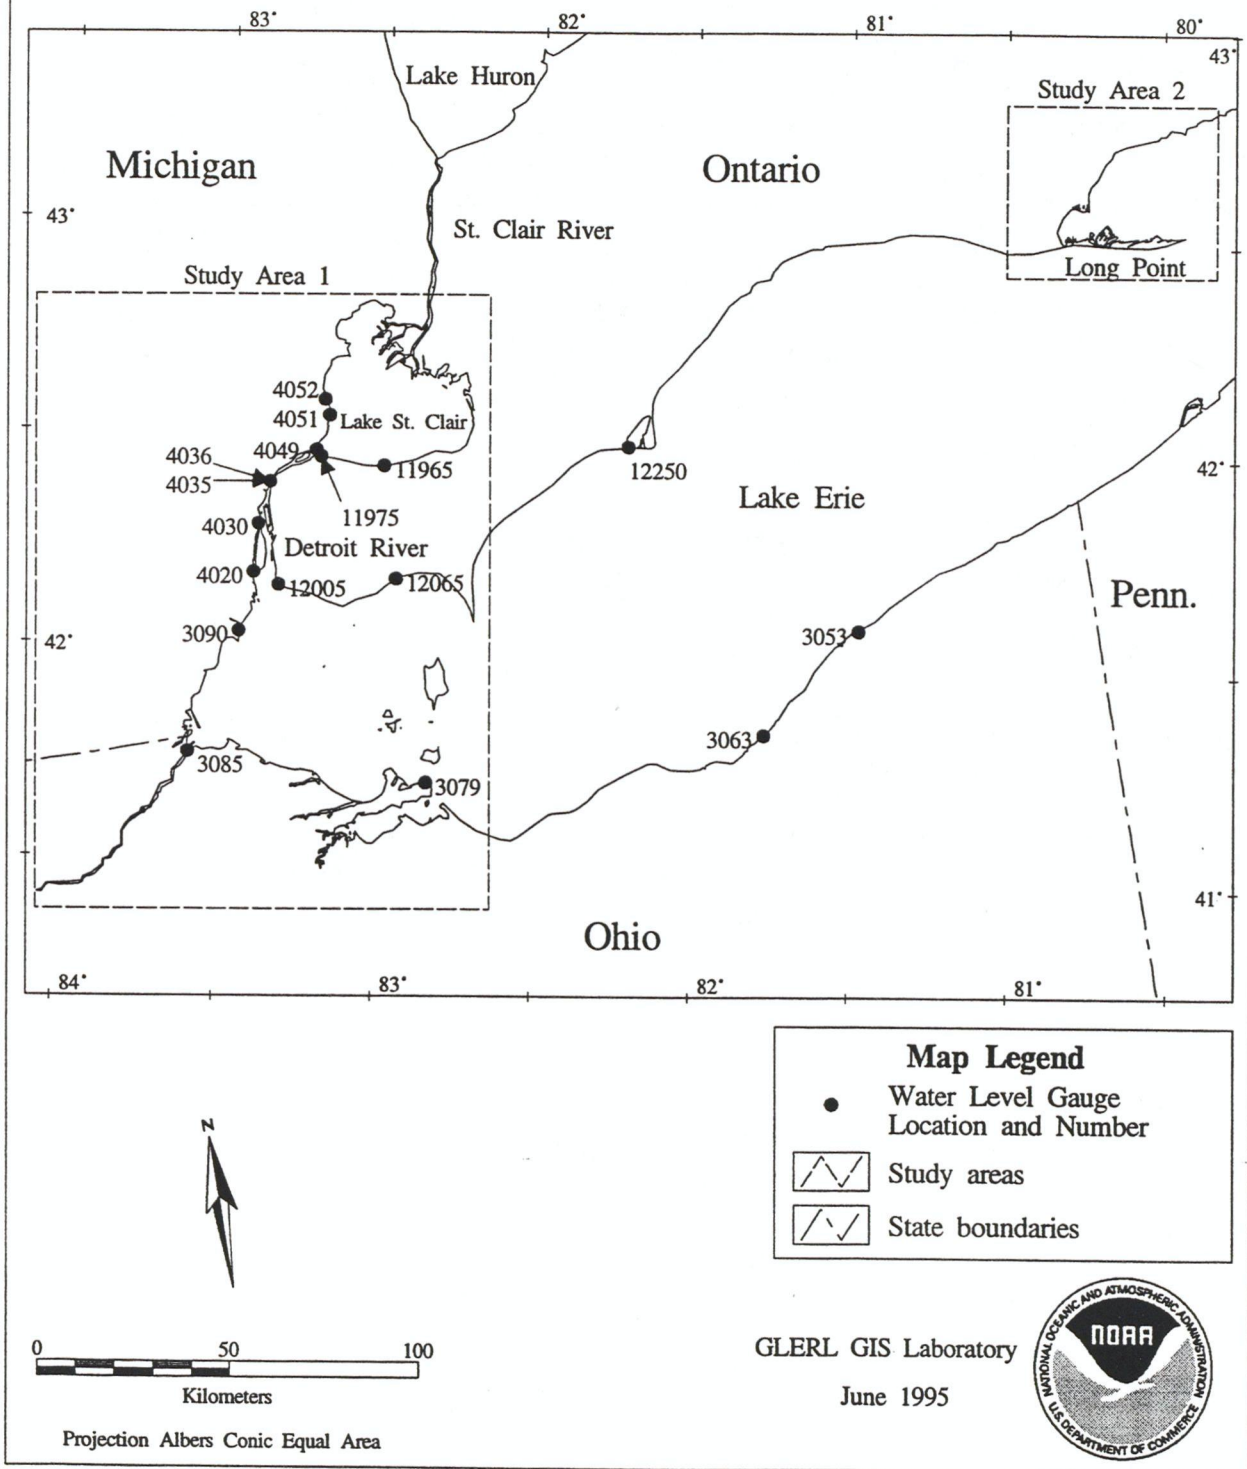 83°
82°
81°
80°
43°
Lake Huron
Study Area 2
Michigan
Ontario
43°
St. Clair River
Long Point
Study Area 1
4052
4051
Lake St. Clair
4049
4036
11965
4035
12250
42°
11975
Lake Erie
4030
Detroit River
4020
12005
12065
Penn.
3090
42°
3053
3063
3085
3079
41°
Ohio
84°
83°
82°
81°
Map Legend
Water Level Gauge
Location and Number
Study areas
State boundaries
N
0 50 100
Kilometers
Projection Albers Conic Equal Area
GLERL GIS Laboratory
June 1995
NATIONAL OCEANIC AND ATMOSPHERIC ADMINISTRATION
NOAA
U.S. DEPARTMENT OF COMMERCE